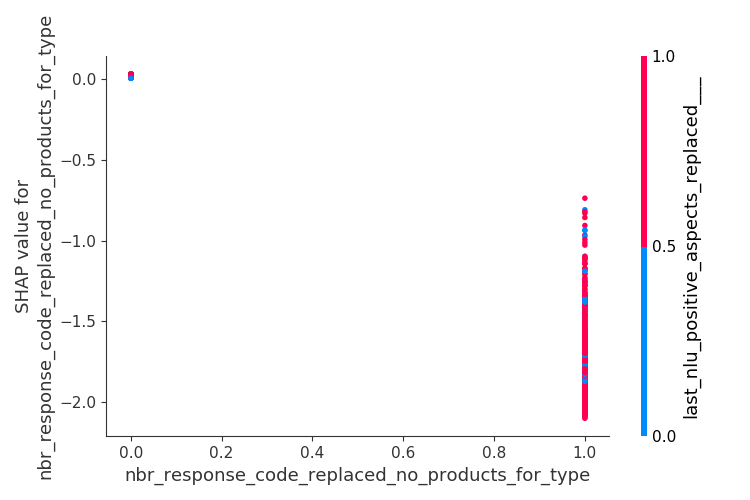 SHAP value for
nbr_response_code_replaced_no_products_for_type
0.0
−0.5
−1.0
−1.5
−2.0
0.0 0.2 0.4 0.6 0.8 1.0
nbr_response_code_replaced_no_products_for_type
1.0
0.5
0.0
last_nlu_positive_aspects_replaced___